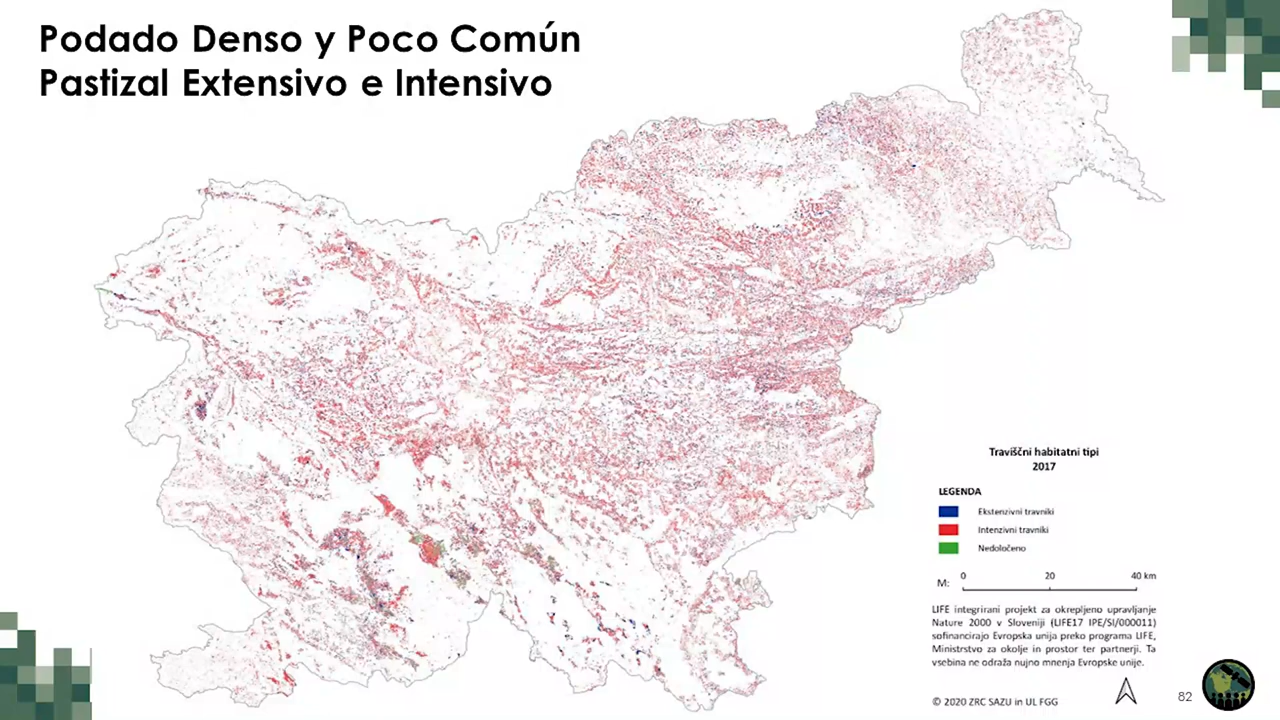 Podado Denso y Poco Común
Pastizal Extensivo e Intensivo
Traviščni habitatni tipi
2017
LEGENDA
Ekstenzivni travniki
Intenzivni travniki
Nedoločeno
M: 0 20 40 km
LIFE integrirani projekt za okrepljeno upravljanje
Nature 2000 v Sloveniji (LIFE17 IPE/SI/000011)
sofinancirajo Evropska unija preko programa LIFE,
Ministrstvo za okolje in prostor ter partnerji. Ta
vsebina ne odraža nujno mnenja Evropske unije.
© 2020 ZRC SAZU in UL FGG
82